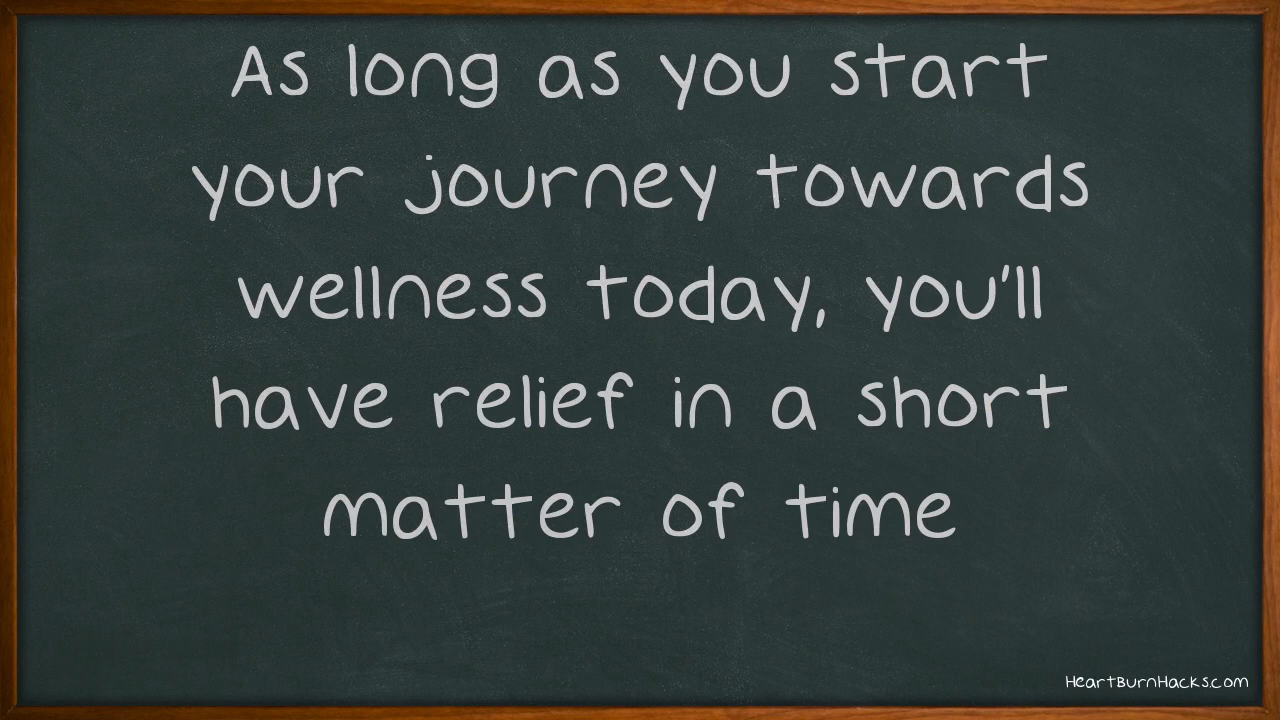 As long as you start
your journey towards
wellness today, you'll
have relief in a short
matter of time
HeartBurnHacks.com